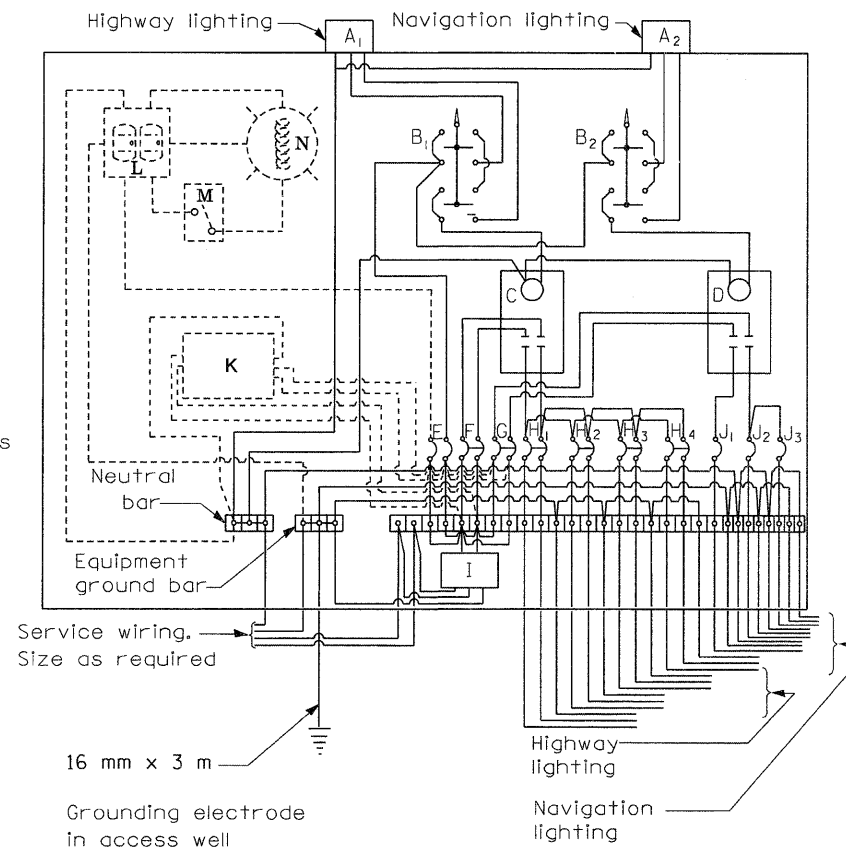 Highway lighting
A1
Navigation lighting
A2
B1
B2
L
N
M
C
D
K
E
F
G
H1
H2
H3
H4
J1
J2
J3
s
Neutral
bar
Equipment
ground bar
I
Service wiring.
Size as required
16 mm x 3 m
Grounding electrode
in access well
Highway
lighting
Navigation
lighting